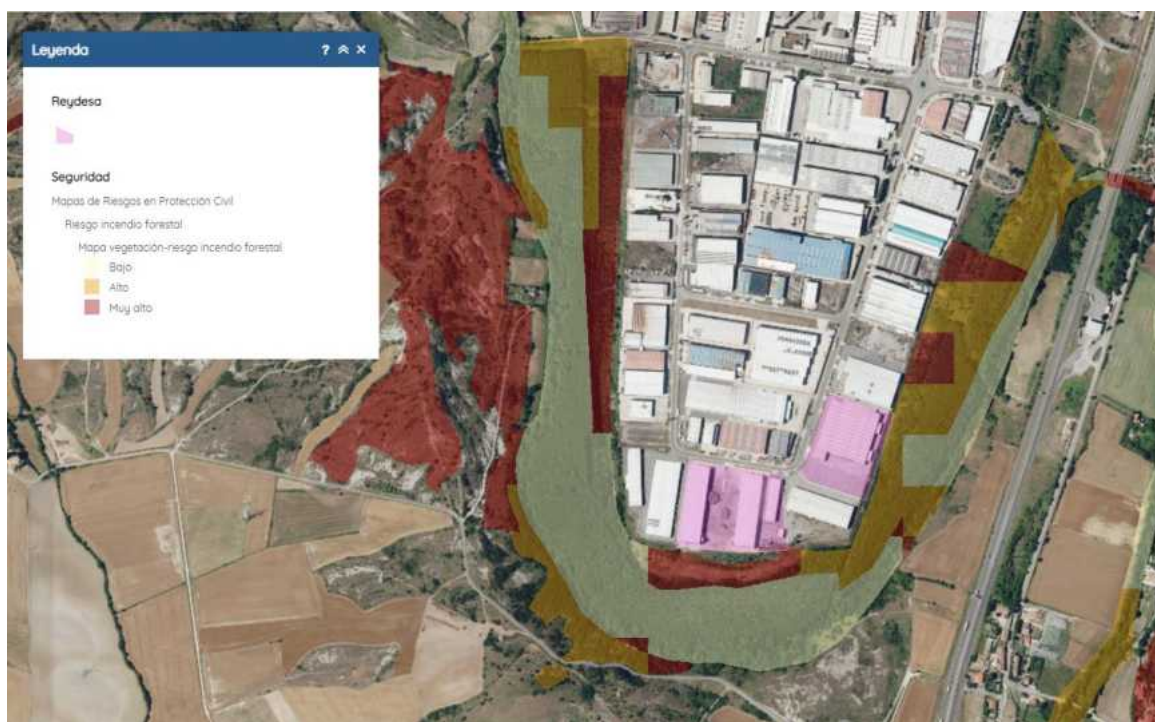 Leyenda
?
Reydesa
Seguridad
Mapas de Riesgos en Protección Civil
Riesgo incendio forestal
Mapa vegetación-riesgo incendio forestal
Bajo
Alto
Muy alto